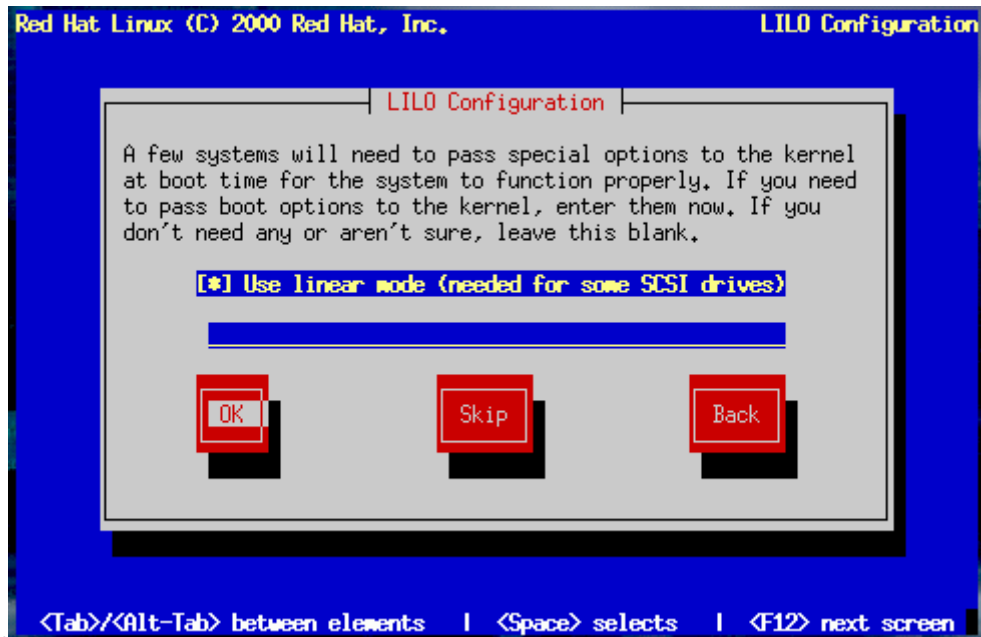 Red Hat Linux (C) 2000 Red Hat, Inc. LILO Configuration
LILO Configuration
A few systems will need to pass special options to the kernel
at boot time for the system to function properly. If you need
to pass boot options to the kernel, enter them now. If you
don't need any or aren't sure, leave this blank.
[*] Use linear mode (needed for some SCSI drives)
OK Skip Back
<Tab>/<Alt-Tab> between elements | <Space> selects | <F12> next screen